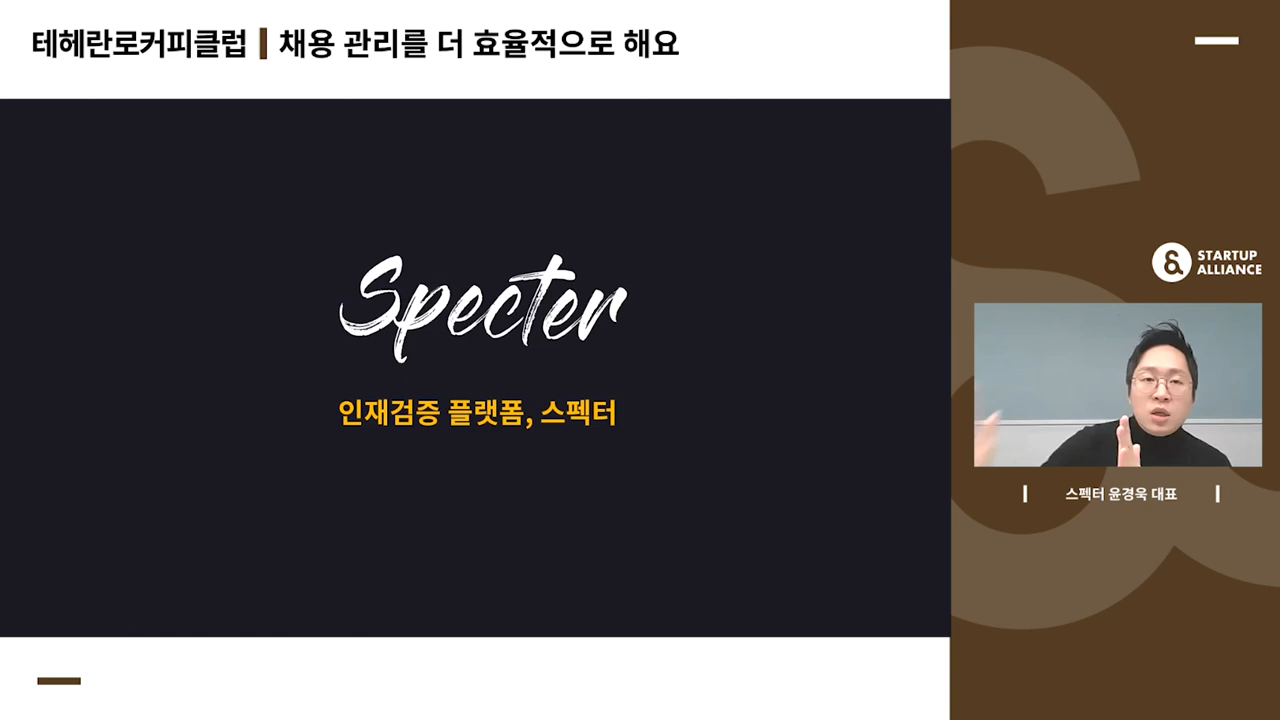 테헤란로커피클럽 | 채용 관리를 더 효율적으로 해요
Specter
인재검증 플랫폼, 스펙터
STARTUP
ALLIANCE
스펙터 윤경욱 대표